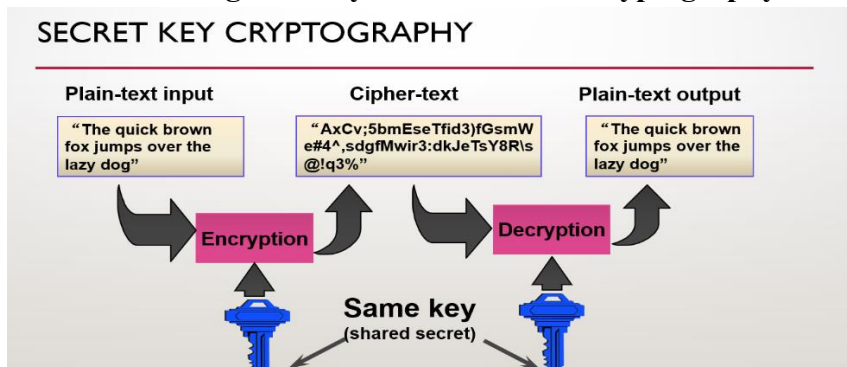 SECRET KEY CRYPTOGRAPHY
Plain-text input
Cipher-text
Plain-text output
“The quick brown
fox jumps over the
lazy dog”
“AxCv;5bmEseTfid3)fGsmW
e#4^,sdgfMwir3:dkJeTsY8R\s
@!q3%”
“The quick brown
fox jumps over the
lazy dog”
Encryption
Decryption
Same key
(shared secret)